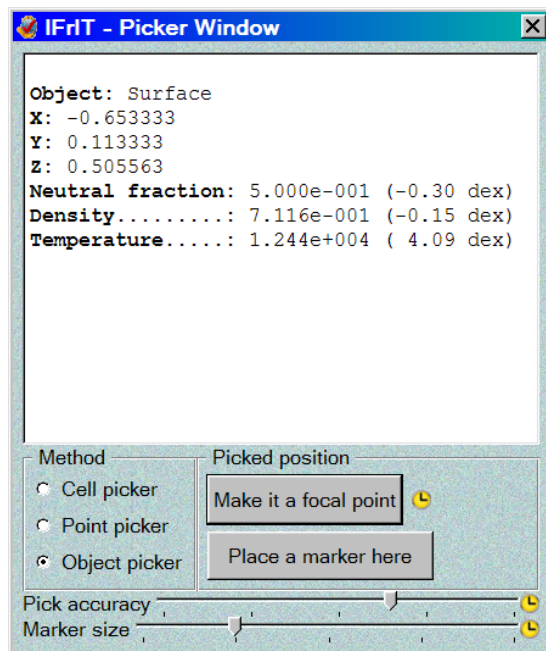 IFrIT - Picker Window
Object: Surface
X: -0.653333
Y: 0.113333
Z: 0.505563
Neutral fraction: 5.000e-001 (-0.30 dex)
Density.........: 7.116e-001 (-0.15 dex)
Temperature.....: 1.244e+004 ( 4.09 dex)
Method
Cell picker
Point picker
Object picker
Picked position
Make it a focal point
Place a marker here
Pick accuracy
Marker size